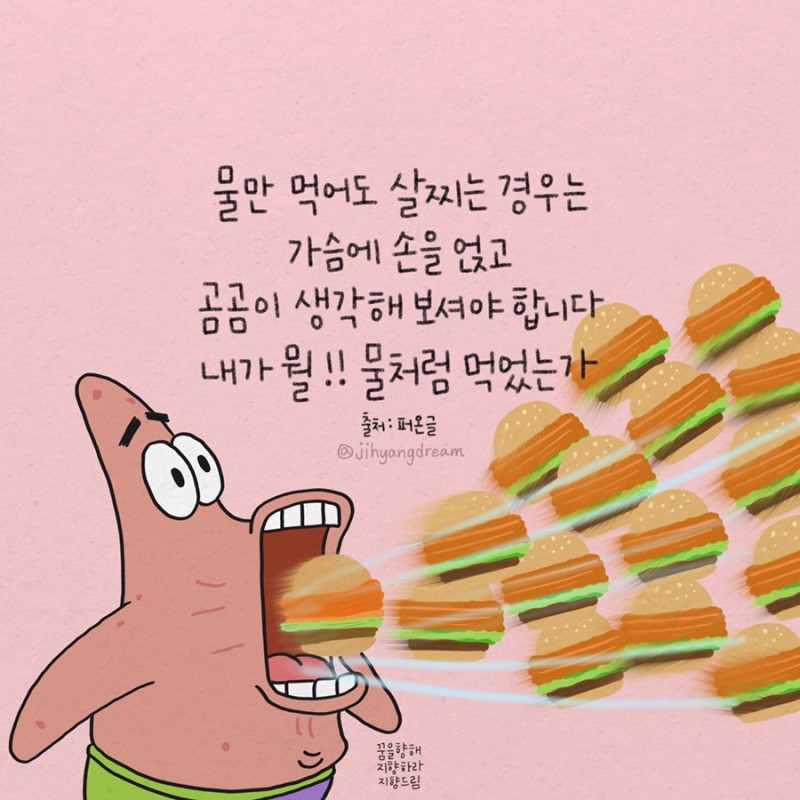 물만 먹어도 살찌는 경우는
가슴에 손을 얹고
곰곰이 생각해 보셔야 합니다
내가 뭘 !! 물처럼 먹었는가
출처 : 퍼온글
@jihyangdream
꿈을향해
지향하라
지향드림